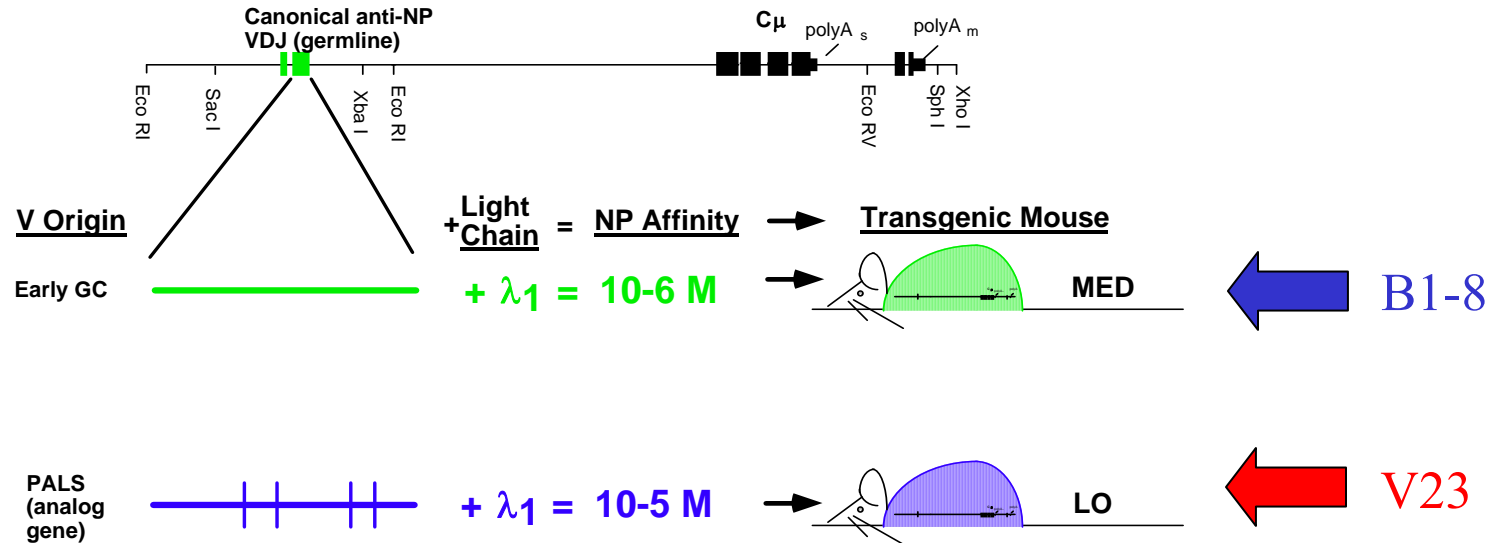 Canonical anti-NP
VDJ (germline)
Cμ
polyA s
polyA m
Eco RI
Sac I
Xba I
Eco RI
Eco RV
Sph I
Xho I
V Origin
+Light
Chain
=
NP Affinity
Transgenic Mouse
Early GC
+ λ1 = 10-6 M
MED
B1-8
PALS
(analog
gene)
+ λ1 = 10-5 M
LO
V23